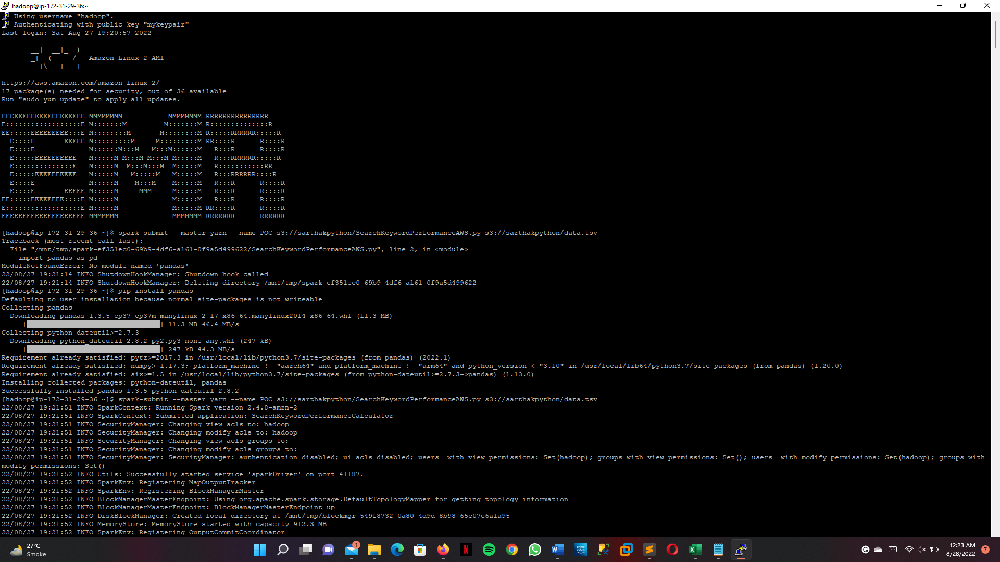 hadoop@ip-172-31-29-36:~
Using username "hadoop".
Authenticating with public key "mykeypair"
Last login: Sat Aug 27 19:20:57 2022
       __|  __|_  )
       _|  (     /   Amazon Linux 2 AMI
      ___|\___|___|
https://aws.amazon.com/amazon-linux-2/
17 package(s) needed for security, out of 36 available
Run "sudo yum update" to apply all updates.
EEEEEEEEEEEEEEEEEEEE MMMMMMMM           MMMMMMMM RRRRRRRRRRRRRRR
E::::::::::::::::::E M:::::::M         M:::::::M R::::::::::::::R
EE:::::EEEEEEEEE:::E M::::::::M       M::::::::M R:::::RRRRRR:::::R
  E::::E       EEEEE M:::::::::M     M:::::::::M RR::::R      R::::R
  E::::E             M::::::M:::M   M:::M::::::M   R:::R      R::::R
  E:::::EEEEEEEEEE   M:::::M M:::M M:::M M:::::M   R:::RRRRRR:::::R
  E::::::::::::::E   M:::::M  M:::M:::M  M:::::M   R:::::::::::RR
  E:::::EEEEEEEEEE   M:::::M   M:::::M   M:::::M   R:::RRRRRR::::R
  E::::E             M:::::M    M:::M    M:::::M   R:::R      R::::R
  E::::E       EEEEE M:::::M     MMM     M:::::M   R:::R      R::::R
EE:::::EEEEEEEE::::E M:::::M             M:::::M   R:::R      R::::R
E::::::::::::::::::E M:::::M             M:::::M RR::::R      R::::R
EEEEEEEEEEEEEEEEEEEE MMMMMMM             MMMMMMM RRRRRRR      RRRRRR
[hadoop@ip-172-31-29-36 ~]$ spark-submit --master yarn --name POC s3://sarthakpython/SearchKeywordPerformanceAWS.py s3://sarthakpython/data.tsv
Traceback (most recent call last):
  File "/mnt/tmp/spark-ef351ec0-69b9-4df6-a161-0f9a5d499622/SearchKeywordPerformanceAWS.py", line 2, in <module>
    import pandas as pd
ModuleNotFoundError: No module named 'pandas'
22/08/27 19:21:14 INFO ShutdownHookManager: Shutdown hook called
22/08/27 19:21:14 INFO ShutdownHookManager: Deleting directory /mnt/tmp/spark-ef351ec0-69b9-4df6-a161-0f9a5d499622
[hadoop@ip-172-31-29-36 ~]$ pip install pandas
Defaulting to user installation because normal site-packages is not writeable
Collecting pandas
  Downloading pandas-1.3.5-cp37-cp37m-manylinux_2_17_x86_64.manylinux2014_x86_64.whl (11.3 MB)
     | | 11.3 MB 46.4 MB/s
Collecting python-dateutil>=2.7.3
  Downloading python_dateutil-2.8.2-py2.py3-none-any.whl (247 kB)
     | | 247 kB 44.3 MB/s
Requirement already satisfied: pytz>=2017.3 in /usr/local/lib/python3.7/site-packages (from pandas) (2022.1)
Requirement already satisfied: numpy>=1.17.3; platform_machine != "aarch64" and platform_machine != "arm64" and python_version < "3.10" in /usr/local/lib64/python3.7/site-packages (from pandas) (1.20.0)
Requirement already satisfied: six>=1.5 in /usr/local/lib/python3.7/site-packages (from python-dateutil>=2.7.3->pandas) (1.13.0)
Installing collected packages: python-dateutil, pandas
Successfully installed pandas-1.3.5 python-dateutil-2.8.2
[hadoop@ip-172-31-29-36 ~]$ spark-submit --master yarn --name POC s3://sarthakpython/SearchKeywordPerformanceAWS.py s3://sarthakpython/data.tsv
22/08/27 19:21:51 INFO SparkContext: Running Spark version 2.4.8-amzn-2
22/08/27 19:21:51 INFO SparkContext: Submitted application: SearchKeywordPerformanceCalculator
22/08/27 19:21:51 INFO SecurityManager: Changing view acls to: hadoop
22/08/27 19:21:51 INFO SecurityManager: Changing modify acls to: hadoop
22/08/27 19:21:51 INFO SecurityManager: Changing view acls groups to:
22/08/27 19:21:51 INFO SecurityManager: Changing modify acls groups to:
22/08/27 19:21:51 INFO SecurityManager: SecurityManager: authentication disabled; ui acls disabled; users  with view permissions: Set(hadoop); groups with view permissions: Set(); users  with modify permissions: Set(hadoop); groups with
modify permissions: Set()
22/08/27 19:21:52 INFO Utils: Successfully started service 'sparkDriver' on port 41187.
22/08/27 19:21:52 INFO SparkEnv: Registering MapOutputTracker
22/08/27 19:21:52 INFO SparkEnv: Registering BlockManagerMaster
22/08/27 19:21:52 INFO BlockManagerMasterEndpoint: Using org.apache.spark.storage.DefaultTopologyMapper for getting topology information
22/08/27 19:21:52 INFO BlockManagerMasterEndpoint: BlockManagerMasterEndpoint up
22/08/27 19:21:52 INFO DiskBlockManager: Created local directory at /mnt/tmp/blockmgr-549f8732-0a80-4d9d-8b98-65c07e6a1a95
22/08/27 19:21:52 INFO MemoryStore: MemoryStore started with capacity 912.3 MB
22/08/27 19:21:52 INFO SparkEnv: Registering OutputCommitCoordinator
27°C
Smoke
1
N
prime video
12:23 AM
8/28/2022
7